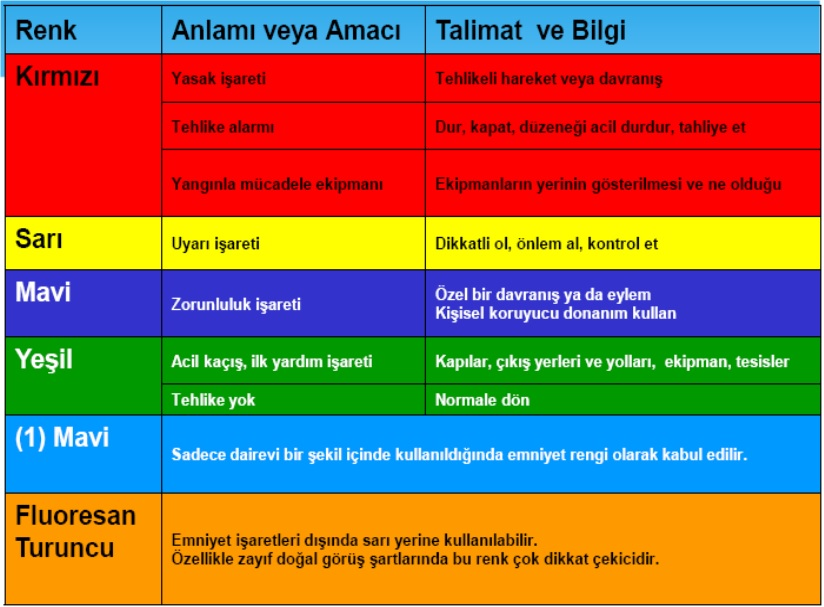 Renk Anlamı veya Amacı Talimat ve Bilgi
Kırmızı Yasak işareti Tehlikeli hareket veya davranış
Tehlike alarmı Dur, kapat, düzeneği acil durdur, tahliye et
Yangınla mücadele ekipmanı Ekipmanların yerinin gösterilmesi ve ne olduğu
Sarı Uyarı işareti Dikkatli ol, önlem al, kontrol et
Mavi Zorunluluk işareti Özel bir davranış ya da eylem
Kişisel koruyucu donanım kullan
Yeşil Acil kaçış, ilk yardım işareti Kapılar, çıkış yerleri ve yolları, ekipman, tesisler
Tehlike yok Normale dön
(1) Mavi Sadece dairevi bir şekil içinde kullanıldığında emniyet rengi olarak kabul edilir.
Fluoresan
Turuncu
Emniyet işaretleri dışında sarı yerine kullanılabilir.
Özellikle zayıf doğal görüş şartlarında bu renk çok dikkat çekicidir.